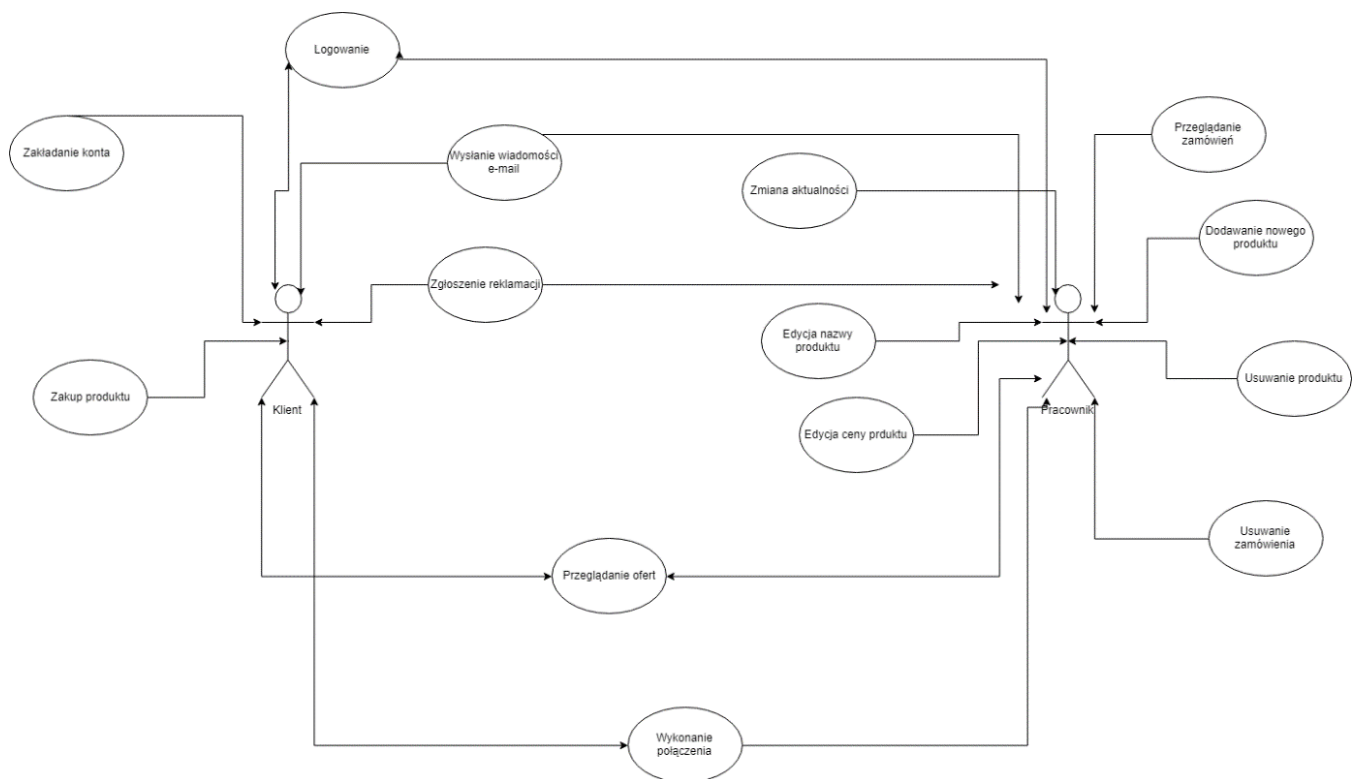 Logowanie
Zakładanie konta
Wysłanie wiadomości
e-mail
Przeglądanie
zamówień
Zmiana aktualności
Dodawanie nowego
produktu
Zgłoszenie reklamacji
Edycja nazwy
produktu
Zakup produktu
Klient
Pracownik
Usuwanie produktu
Edycja ceny prduktu
Usuwanie
zamówienia
Przeglądanie ofert
Wykonanie
połączenia